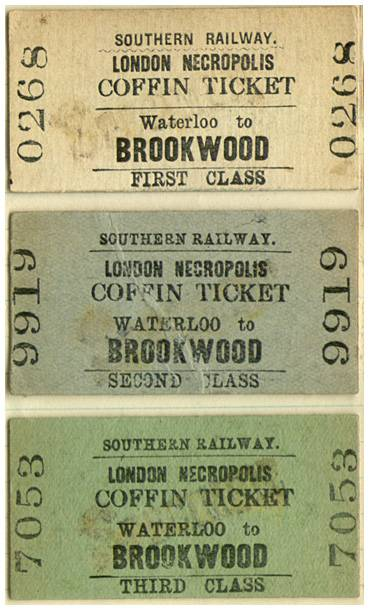 SOUTHERN RAILWAY.
LONDON NECROPOLIS
COFFIN TICKET
Waterloo to
BROOKWOOD
FIRST CLASS
0268
0268
SOUTHERN RAILWAY.
LONDON NECROPOLIS
COFFIN TICKET
WATERLOO to
BROOKWOOD
SECOND CLASS
9919
9919
SOUTHERN RAILWAY.
LONDON NECROPOLIS
COFFIN TICKET
WATERLOO to
BROOKWOOD
THIRD CLASS
7053
7053